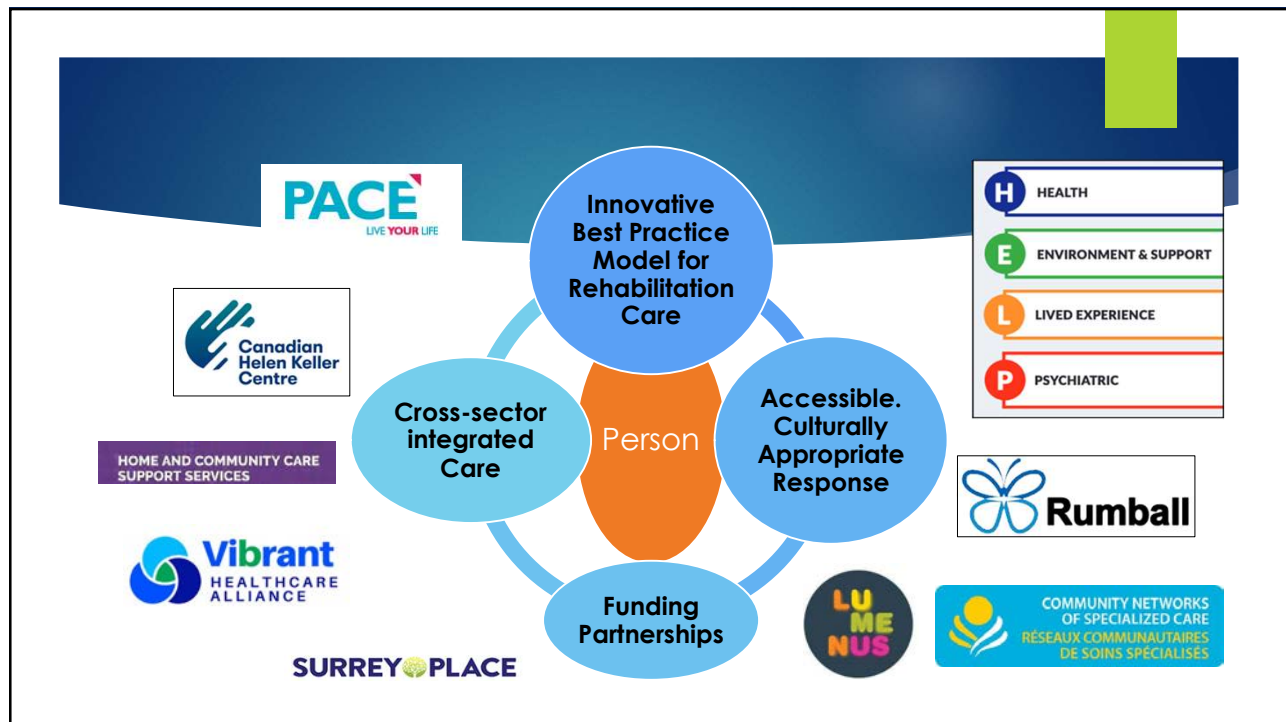 PACE
LIVE YOUR LIFE
Canadian
Helen Keller
Centre
HOME AND COMMUNITY CARE
SUPPORT SERVICES
Vibrant
HEALTHCARE
ALLIANCE
SURREY PLACE
Innovative
Best Practice
Model for
Rehabilitation
Care
Cross-sector
integrated
Care
Person
Accessible.
Culturally
Appropriate
Response
Funding
Partnerships
H HEALTH
E ENVIRONMENT & SUPPORT
L LIVED EXPERIENCE
P PSYCHIATRIC
Rumball
LU
ME
NUS
COMMUNITY NETWORKS
OF SPECIALIZED CARE
RÉSEAUX COMMUNAUTAIRES
DE SOINS SPÉCIALISÉS